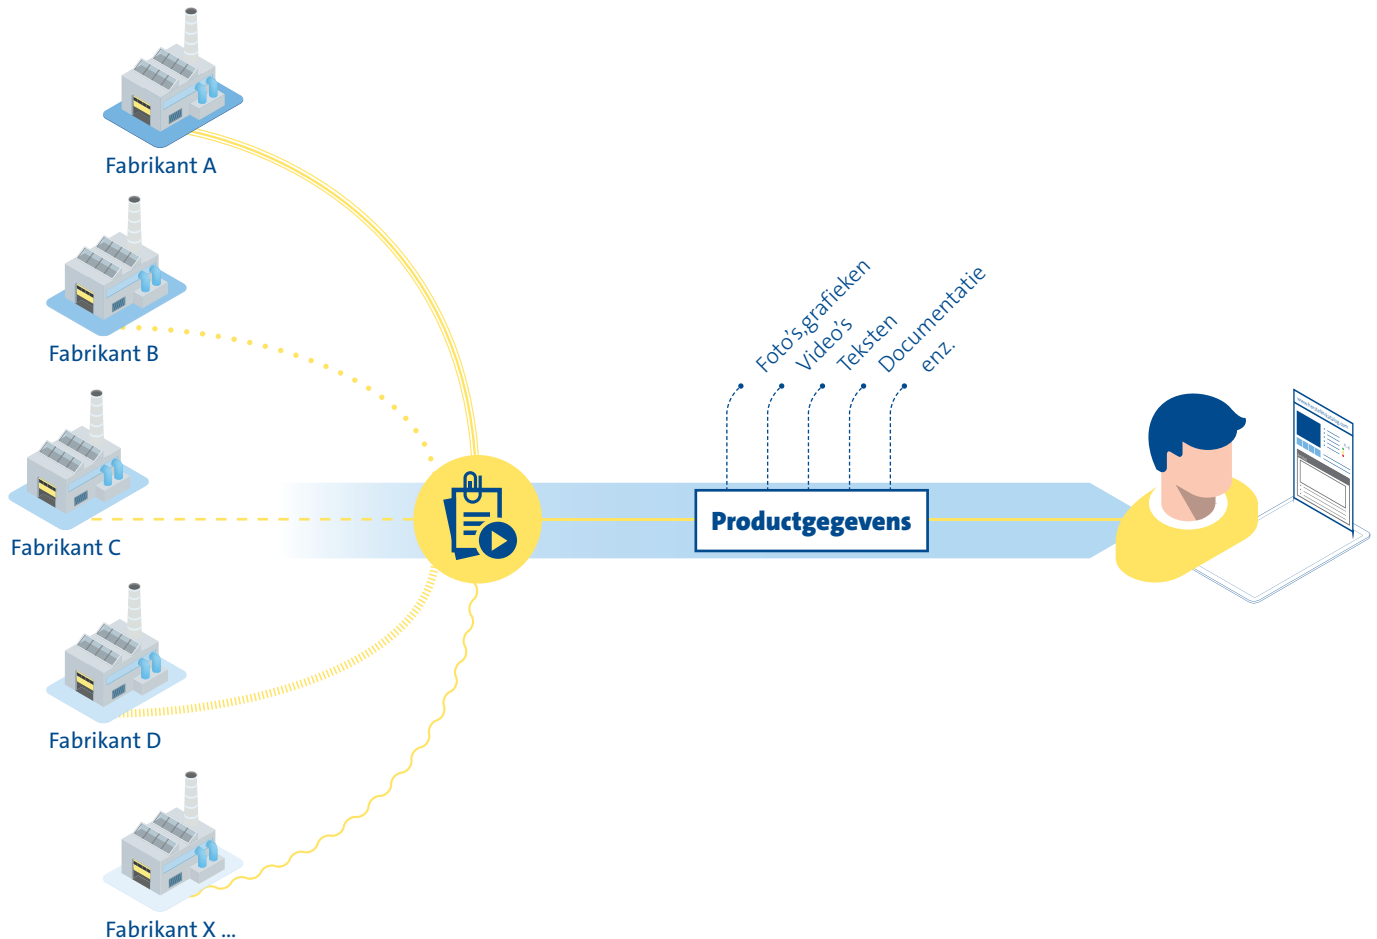 Fabrikant A
Fabrikant B
Fabrikant C
Fabrikant D
Fabrikant X ...
Foto's,grafieken
Video's
Teksten
Documentatie
enz.
Productgegevens